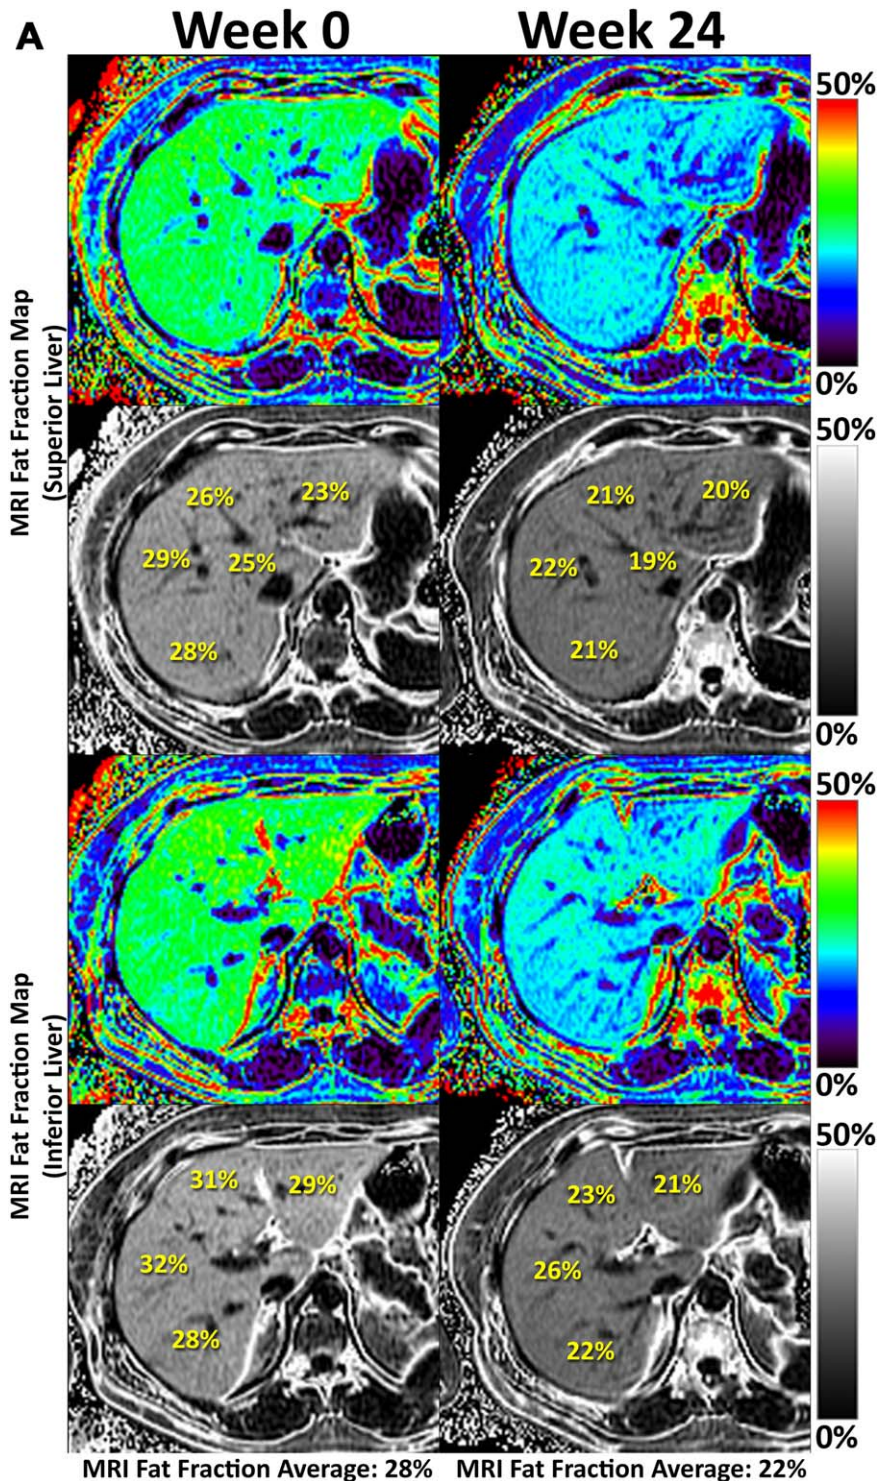 A
Week 0
Week 24
MRI Fat Fraction Map
(Superior Liver)
50%
0%
26%
23%
29%
25%
28%
21%
20%
22%
19%
21%
50%
0%
MRI Fat Fraction Map
(Inferior Liver)
50%
0%
31%
29%
32%
28%
23%
21%
26%
22%
50%
0%
MRI Fat Fraction Average: 28%
MRI Fat Fraction Average: 22%